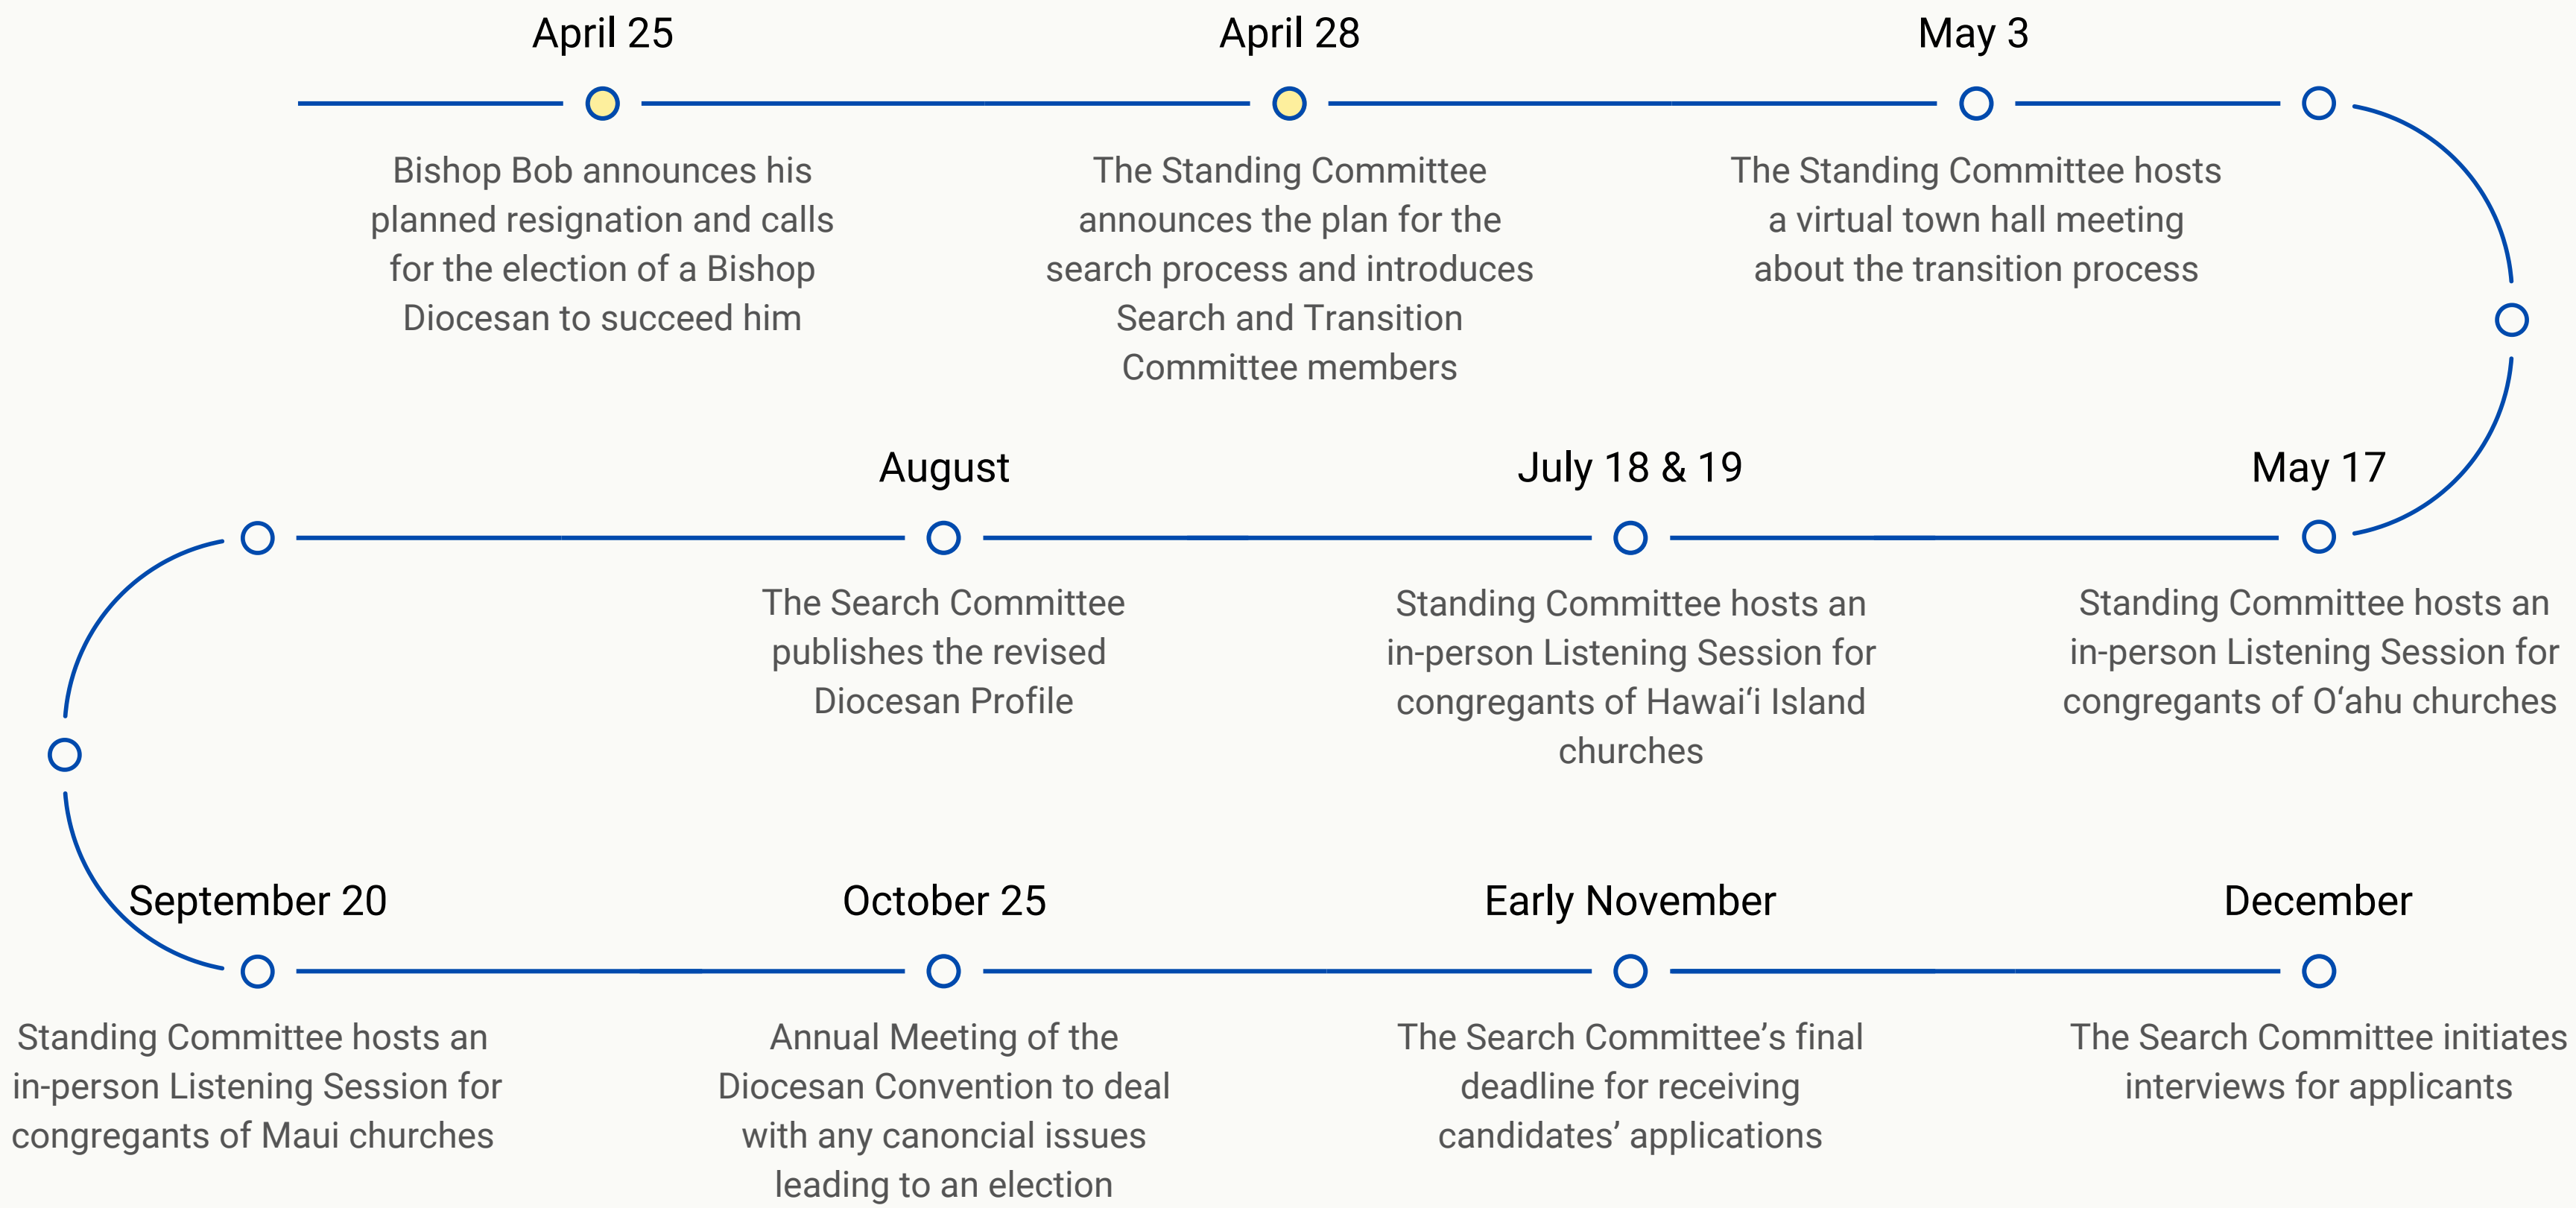 April 25
Bishop Bob announces his
planned resignation and calls
for the election of a Bishop
Diocesan to succeed him
April 28
The Standing Committee
announces the plan for the
search process and introduces
Search and Transition
Committee members
May 3
The Standing Committee hosts
a virtual town hall meeting
about the transition process
May 17
Standing Committee hosts an
in-person Listening Session for
congregants of O‘ahu churches
July 18 & 19
Standing Committee hosts an
in-person Listening Session for
congregants of Hawai‘i Island
churches
August
The Search Committee
publishes the revised
Diocesan Profile
September 20
Standing Committee hosts an
in-person Listening Session for
congregants of Maui churches
October 25
Annual Meeting of the
Diocesan Convention to deal
with any canoncial issues
leading to an election
Early November
The Search Committee’s final
deadline for receiving
candidates’ applications
December
The Search Committee initiates
interviews for applicants